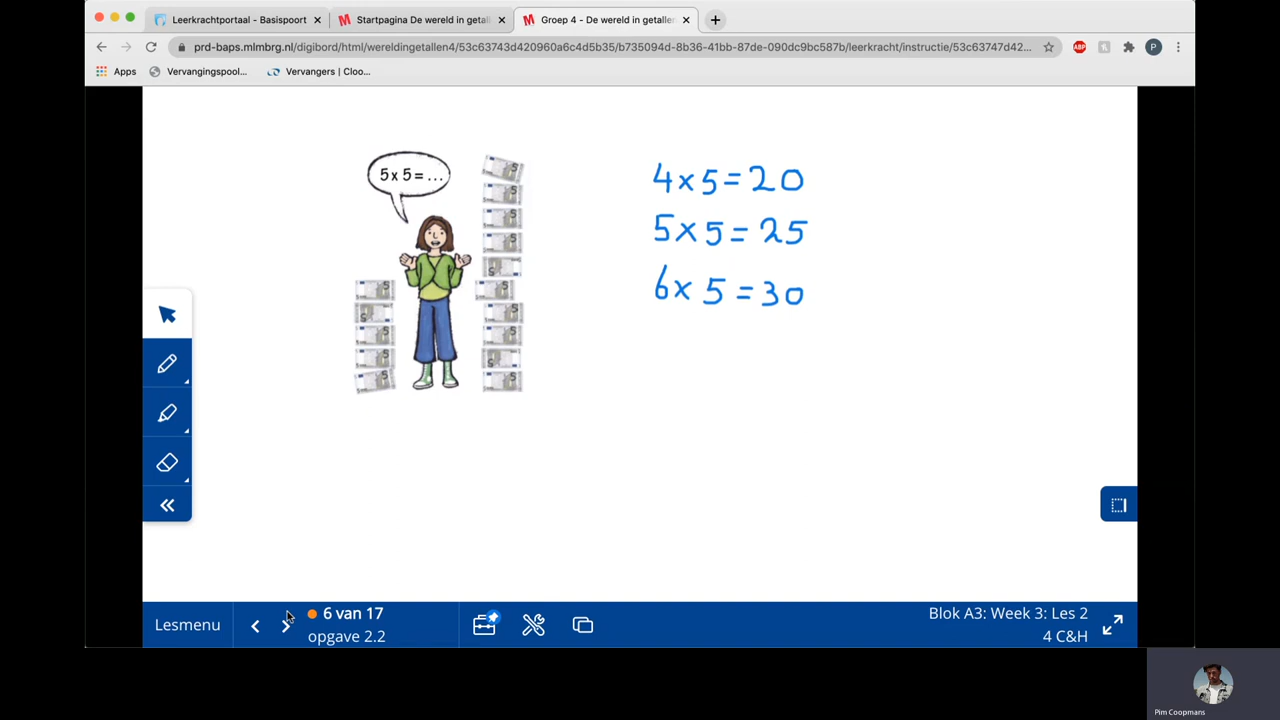 Leerkrachtportaal - Basispoort
Startpagina De wereld in getal
Groep 4 - De wereld in getallen
prd-baps.mlmbrg.nl/digibord/html/wereldingetallen4/53c63743d420960a6c4d5b35/b735094d-8b36-41bb-87de-090dc9bc587b/leerkracht/instructie/53c63747d42...
ABP
P
Apps
Vervangingspool...
Vervangers | Cloo...
5 x 5 = ...
4 x 5 = 20
5 x 5 = 25
6 x 5 = 30
Lesmenu
6 van 17
opgave 2.2
Blok A3: Week 3: Les 2
4 C&H
Pim Coopmans